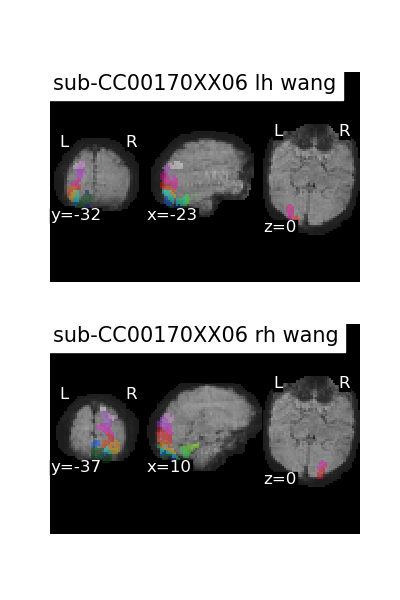 sub-CC00170XX06 lh wang
L R L R
y=-32 x=-23 z=0
sub-CC00170XX06 rh wang
L R L R
y=-37 x=10 z=0